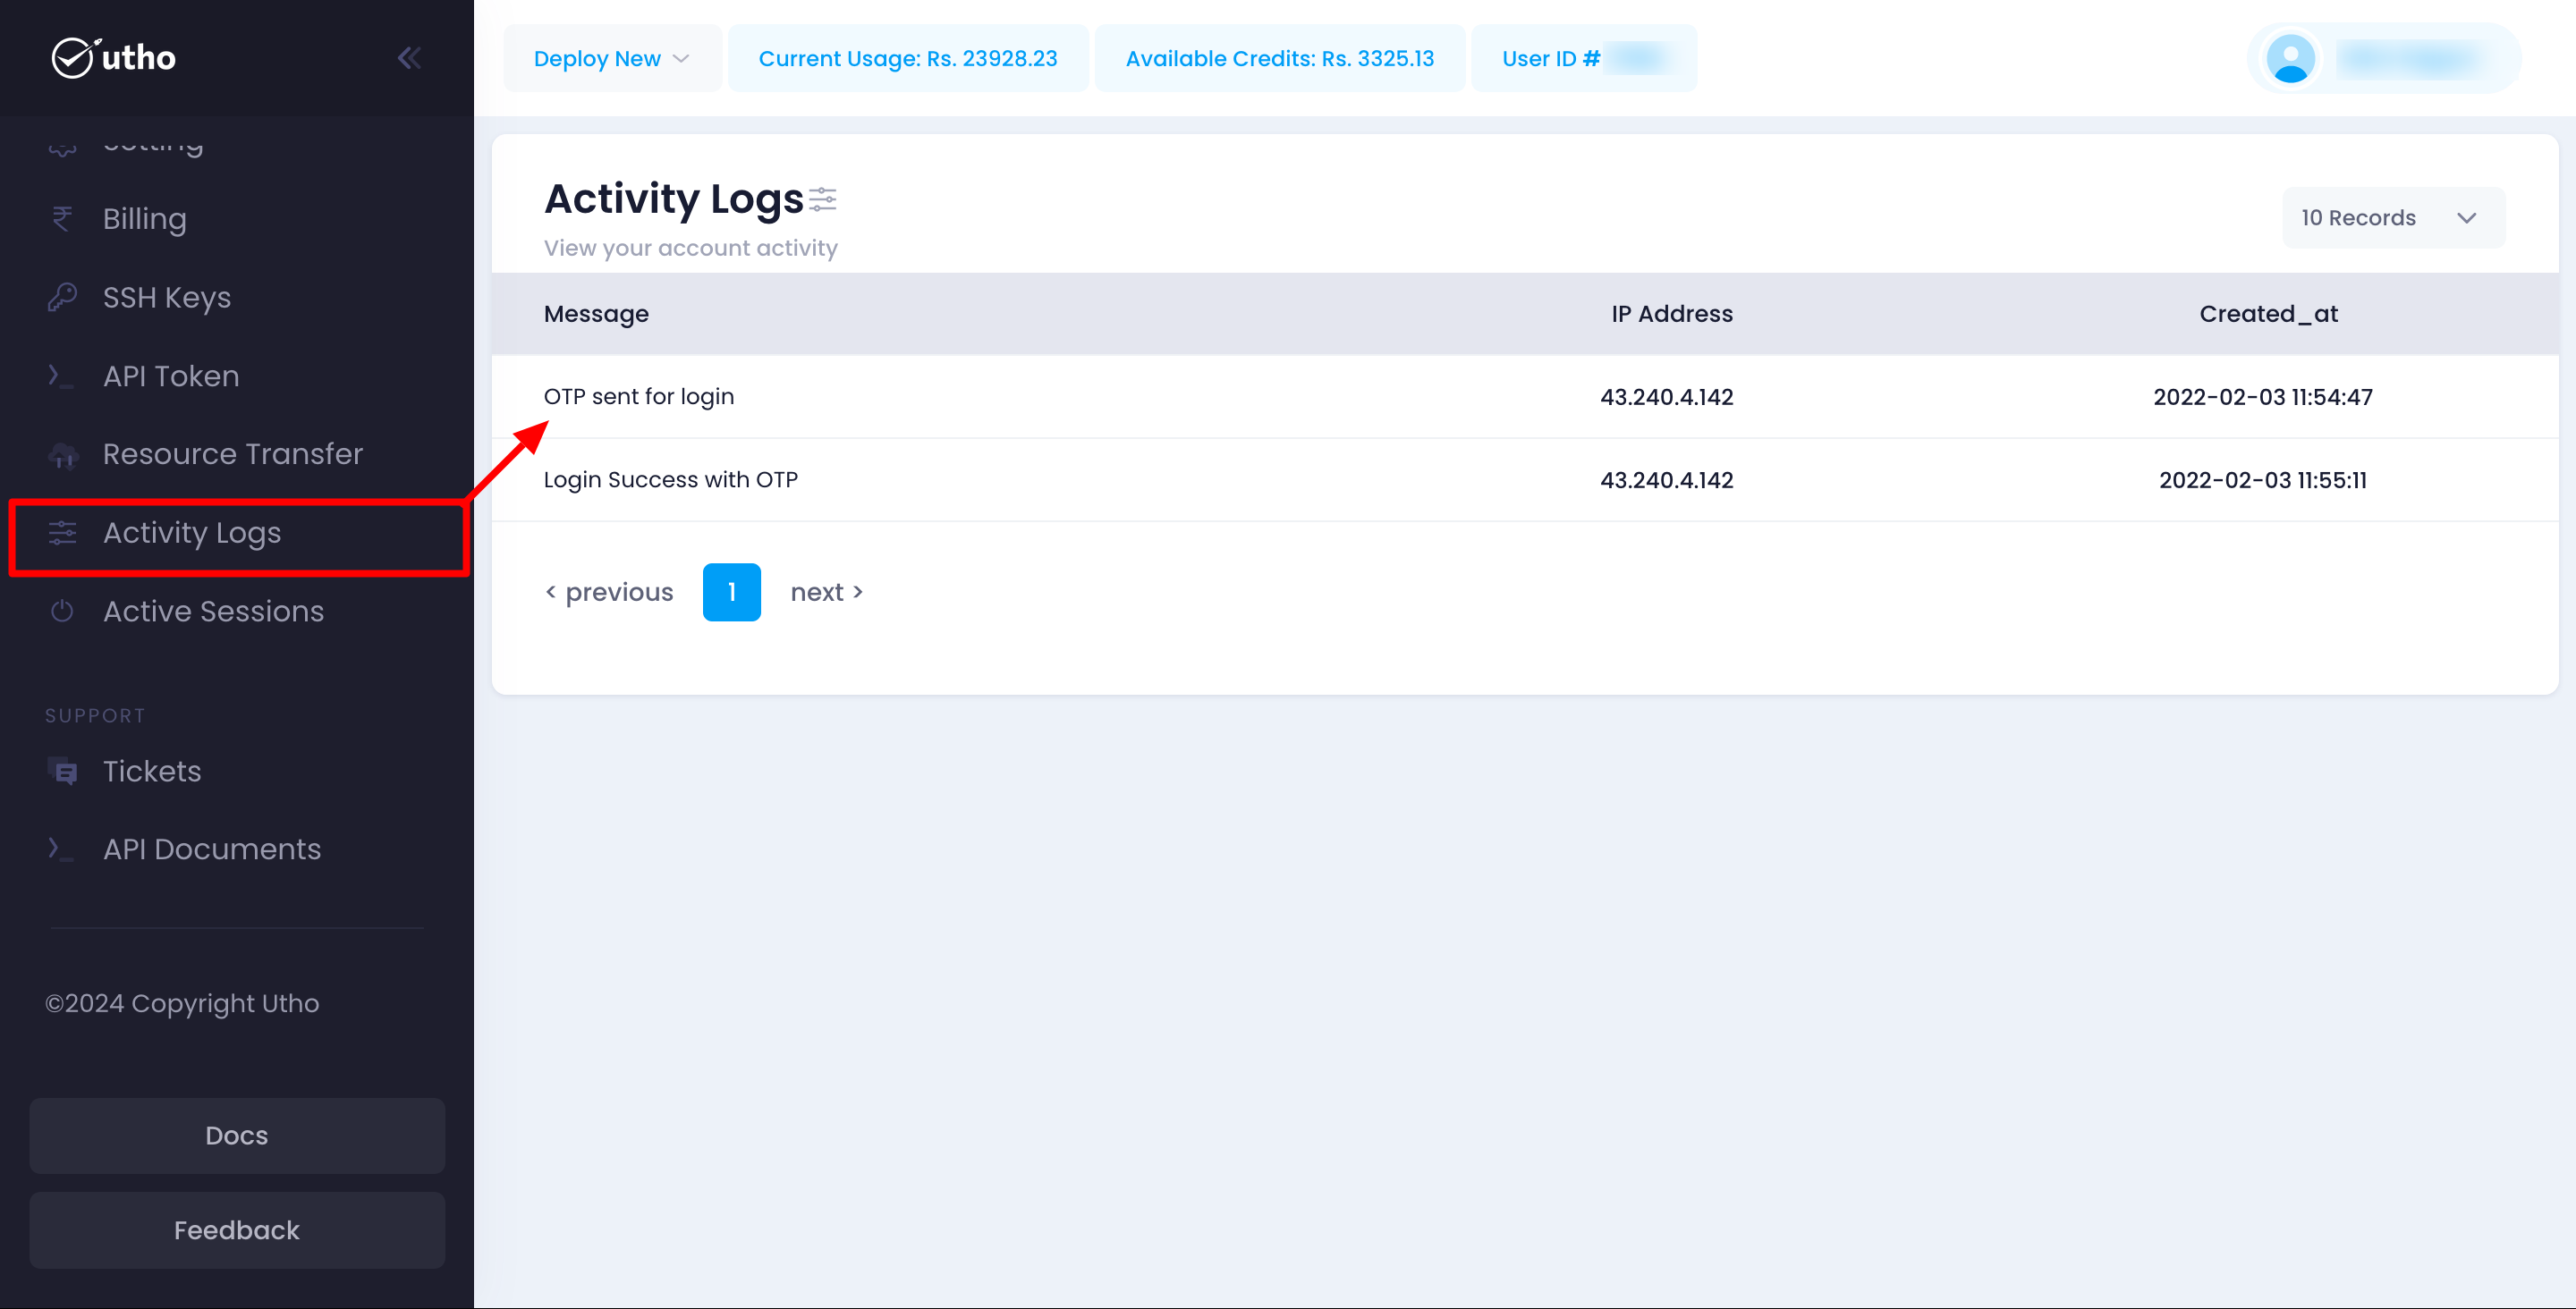 utho
Setting
Billing
SSH Keys
API Token
Resource Transfer
Activity Logs
Active Sessions
SUPPORT
Tickets
API Documents
©2024 Copyright Utho
Docs
Feedback
Deploy New
Current Usage: Rs. 23928.23
Available Credits: Rs. 3325.13
User ID #
Activity Logs
View your account activity
10 Records
Message IP Address Created_at
OTP sent for login 43.240.4.142 2022-02-03 11:54:47
Login Success with OTP 43.240.4.142 2022-02-03 11:55:11
< previous 1 next >